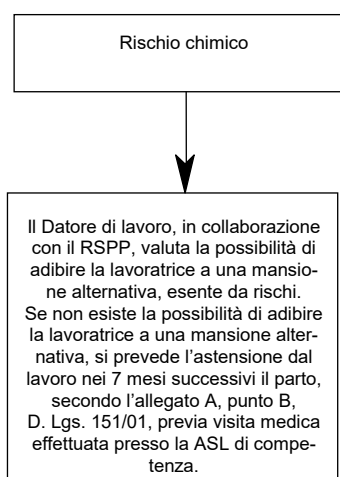 Rischio chimico
Il Datore di lavoro, in collaborazione
con il RSPP, valuta la possibilità di
adibire la lavoratrice a una mansio-
ne alternativa, esente da rischi.
Se non esiste la possibilità di adibire
la lavoratrice a una mansione alter-
nativa, si prevede l'astensione dal
lavoro nei 7 mesi successivi il parto,
secondo l'allegato A, punto B,
D. Lgs. 151/01, previa visita medica
effettuata presso la ASL di compe-
tenza.